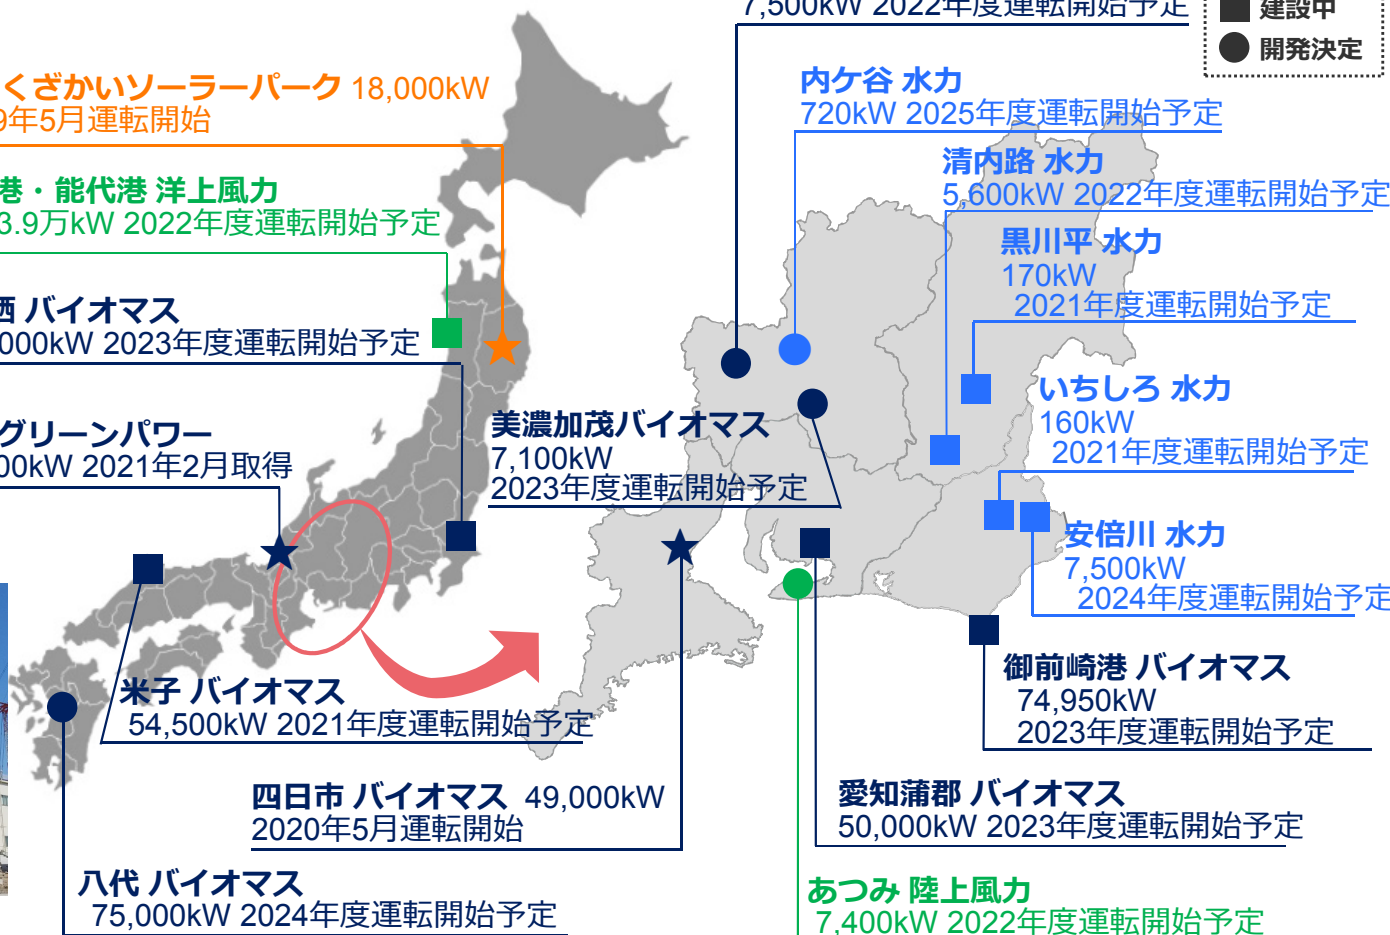 7,500kW 2022年度運転開始予定
建設中
開発決定
くざかいソーラーパーク 18,000kW
9年5月運転開始
内ケ谷 水力
720kW 2025年度運転開始予定
港・能代港 洋上風力
3.9万kW 2022年度運転開始予定
清内路 水力
5,600kW 2022年度運転開始予定
黒川平 水力
170kW
2021年度運転開始予定
バイオマス
000kW 2023年度運転開始予定
いちしろ 水力
160kW
2021年度運転開始予定
グリーンパワー
00kW 2021年2月取得
美濃加茂バイオマス
7,100kW
2023年度運転開始予定
安倍川 水力
7,500kW
2024年度運転開始予定
御前崎港 バイオマス
74,950kW
2023年度運転開始予定
米子 バイオマス
54,500kW 2021年度運転開始予定
四日市 バイオマス 49,000kW
2020年5月運転開始
愛知蒲郡 バイオマス
50,000kW 2023年度運転開始予定
八代 バイオマス
75,000kW 2024年度運転開始予定
あつみ 陸上風力
7,400kW 2022年度運転開始予定